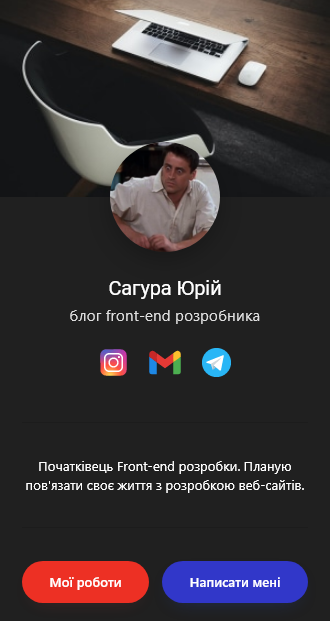 Сагура Юрій
блог front-end розробника
Початківець Front-end розробки. Планую
пов'язати своє життя з розробкою веб-сайтів.
Мої роботи
Написати мені